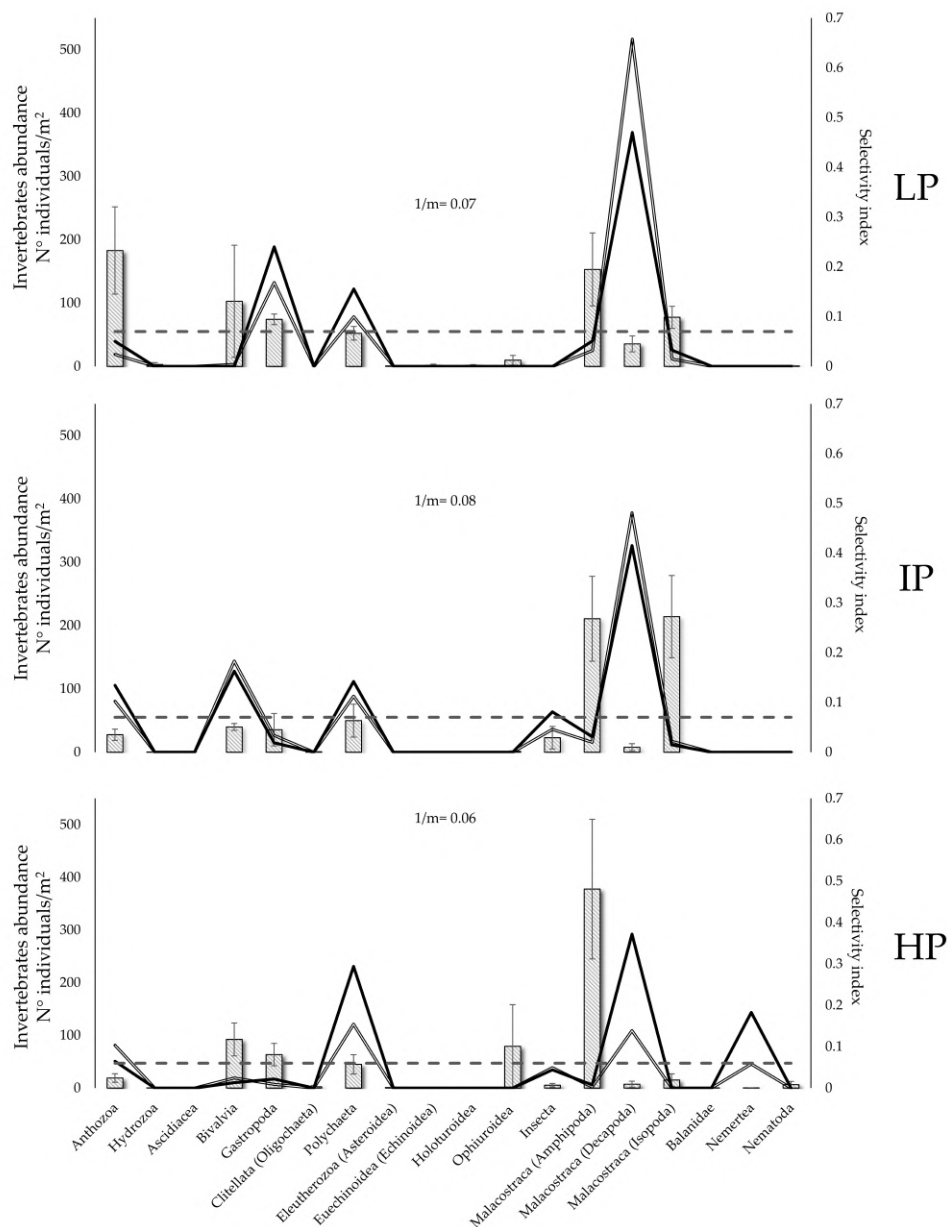 0.7
500
0.6
400
0.5
300
0.4
1/m= 0.07
0.3
200
0.2
100
0.1
0
0
Invertebrates abundance
N° individuals/m²
Selectivity index
LP
0.7
500
0.6
1/m= 0.08
400
0.5
300
0.4
0.3
200
0.2
100
0.1
0
0
Invertebrates abundance
N° individuals/m²
Selectivity index
IP
0.7
1/m= 0.06
500
0.6
400
0.5
300
0.4
0.3
200
0.2
100
0.1
0
0
Invertebrates abundance
N° individuals/m²
Selectivity index
HP
Anthozoa
Hydrozoa
Ascidiacea
Bivalvia
Gastropoda
Clitellata (Oligochaeta)
Polychaeta
Eleutherozoa (Asteroidea)
Euechinoidea (Echinoidea)
Holoturoidea
Ophiuroidea
Insecta
Malacostraca (Amphipoda)
Malacostraca (Decapoda)
Malacostraca (Isopoda)
Balanidae
Nemertea
Nematoda